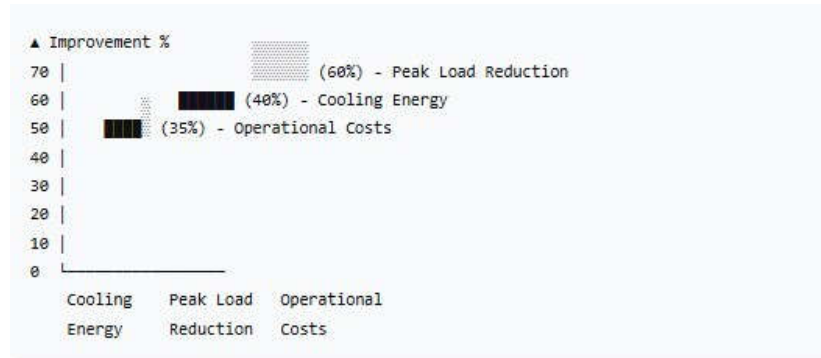 ▲ Improvement %
70 | (60%) - Peak Load Reduction
60 | (40%) - Cooling Energy
50 | (35%) - Operational Costs
40 |
30 |
20 |
10 |
0
Cooling Peak Load Operational
Energy Reduction Costs